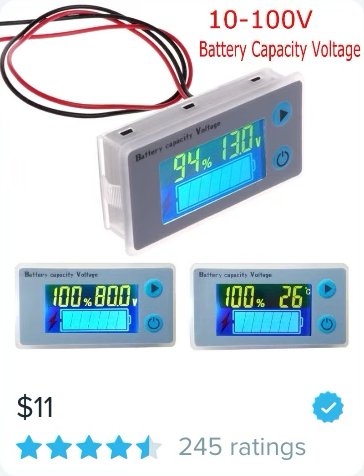 10-100V
Battery Capacity Voltage
Battery capacity Voltage
94% 13.0V
Battery capacity Voltage
100% 80.0V
Battery capacity Voltage
100% 26°C
$11
245 ratings